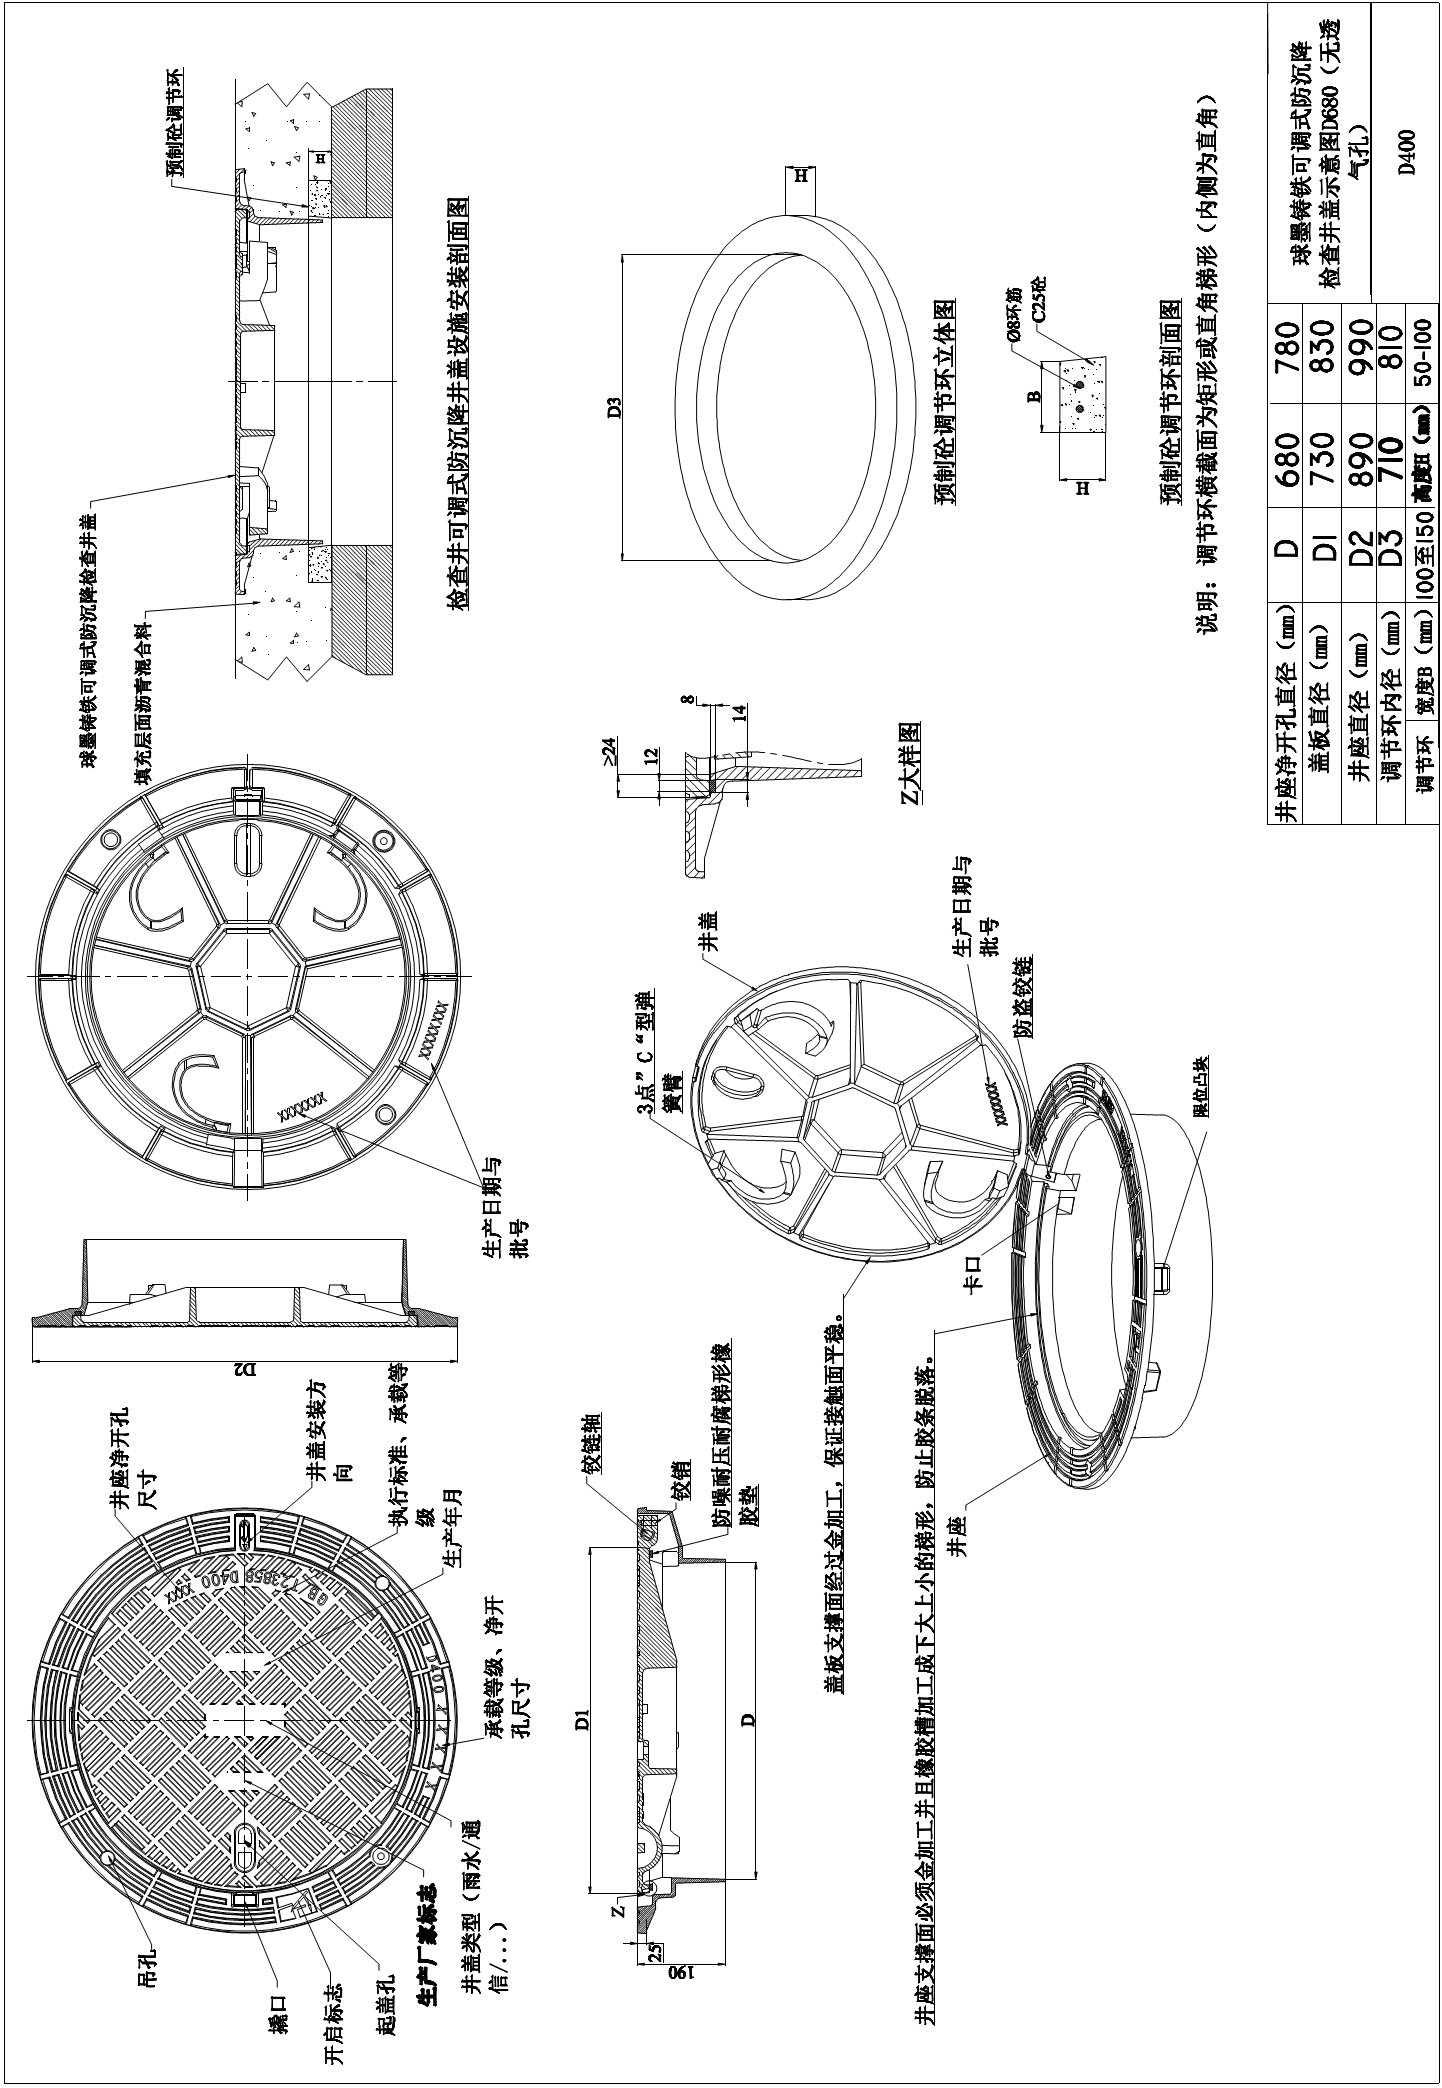 井座净开孔
尺寸
井盖安装方
向
执行标准、承载等
级
生产年月
承载等级、净开
孔尺寸
吊孔
撬口
开启标志
起盖孔
生产厂家标志
井盖类型（雨水/通
信/...）
XXXX
GB T23858 D400
D400 XXX X X
D2
生产日期与
批号
XXXXXXXX
XXXXXXXX
球墨铸铁可调式防沉降检查井盖
填充层面沥青混合料
预制砼调节环
H
检查井可调式防沉降井盖设施安装剖面图
铰链轴
铰销
防噪耐压耐腐梯形橡
胶垫
D1
D
Z
25
190
盖板支撑面经过金加工，保证接触面平稳。
井座支撑面必须金加工并且橡胶槽加工成下大上小的梯形，防止胶条脱落。
井座
卡口
3点”C“型弹
簧臂
井盖
生产日期与
批号
XXXXXXX
防盗铰链
限位凸块
≥24
12
8
14
Z大样图
D3
H
预制砼调节环立体图
Ø8环筋
C25砼
B
H
预制砼调节环剖面图
说明：调节环横截面为矩形或直角梯形（内侧为直角）
井座净开孔直径（mm） D 680 780
盖板直径（mm） D1 730 830
井座直径（mm） D2 890 990
调节环内径（mm） D3 710 810
调节环 宽度B（mm） 100至150 高度H（mm） 50-100
球墨铸铁可调式防沉降
检查井盖示意图D680（无透
气孔）
D400